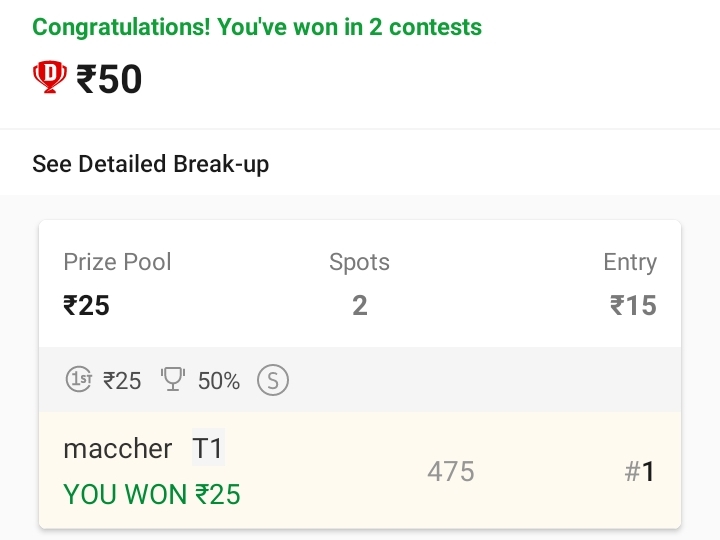 Congratulations! You've won in 2 contests
D ₹50
See Detailed Break-up
Prize Pool Spots Entry
₹25 2 ₹15
1ST ₹25 50% S
maccher T1
475 #1
YOU WON ₹25